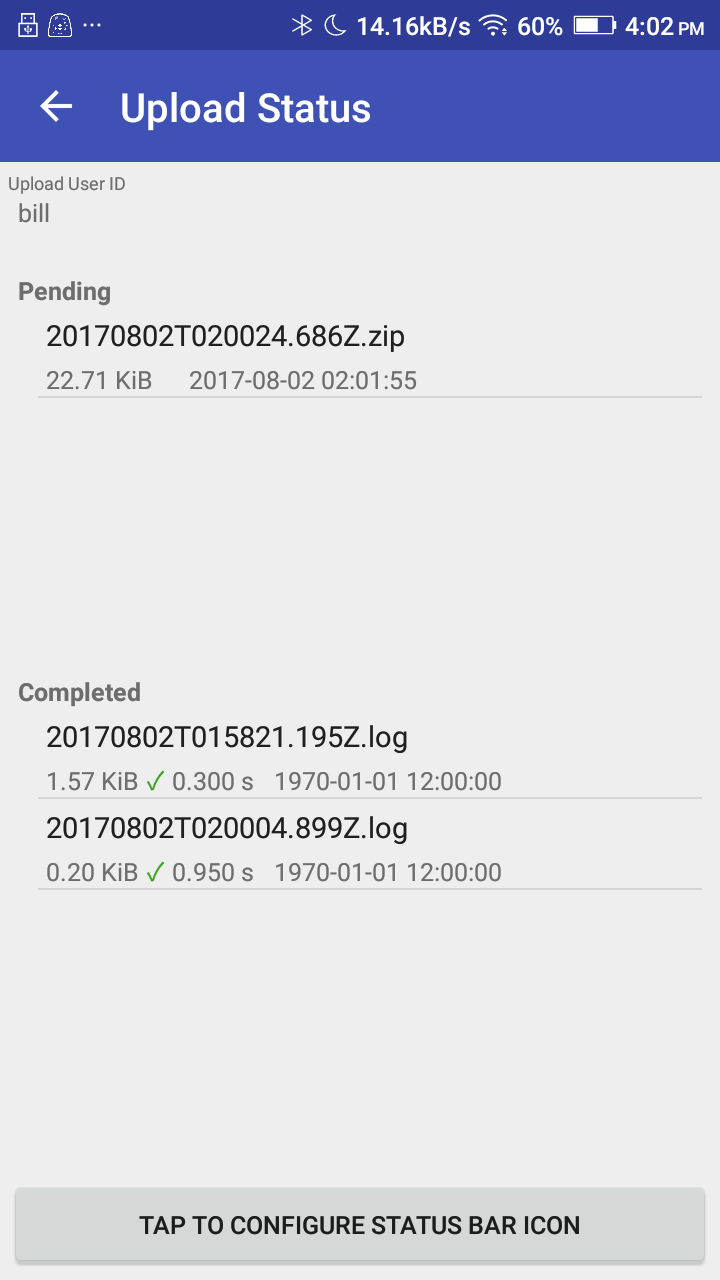 14.16kB/s 60% 4:02 PM
Upload Status
Upload User ID
bill
Pending
20170802T020024.686Z.zip
22.71 KiB 2017-08-02 02:01:55
Completed
20170802T015821.195Z.log
1.57 KiB ✓ 0.300 s 1970-01-01 12:00:00
20170802T020004.899Z.log
0.20 KiB ✓ 0.950 s 1970-01-01 12:00:00
TAP TO CONFIGURE STATUS BAR ICON